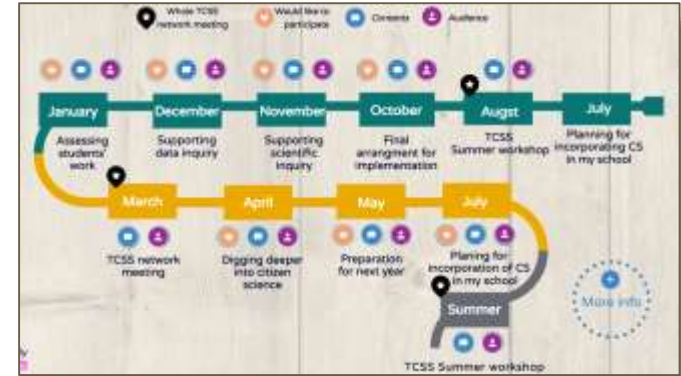 Whole TCSS
network meeting
Would like to
participate
Contents
Audience
January
December
November
October
Augst
July
Assessing
students'
work
Supporting
data inquiry
Supporting
scientific
inquiry
Final
arrangment for
implementation
TCSS
Summer workshop
Planning for
incorporating CS
in my school
March
April
May
July
TCSS network
meeting
Digging deeper
into citizen
science
Preparation
for next year
Planing for
incorporation of CS
in my school
More info
Summer
TCSS Summer workshop